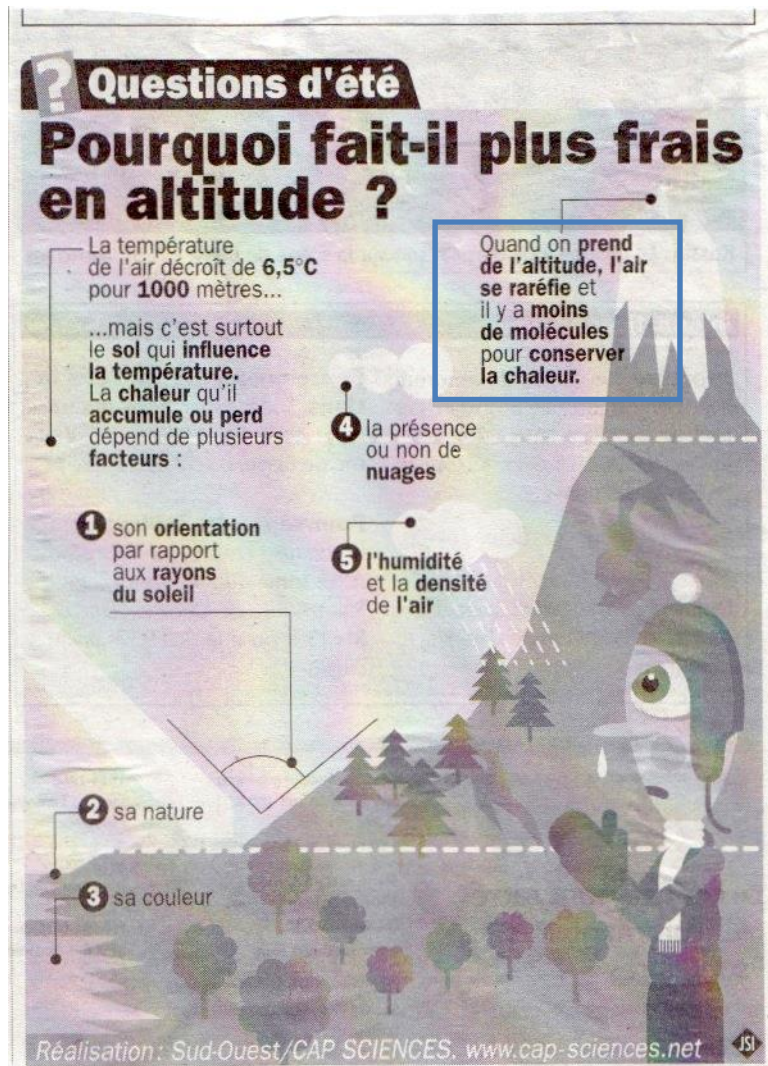 ?
Questions d'été
Pourquoi fait-il plus frais
en altitude ?
La température
de l'air décroît de 6,5°C
pour 1000 mètres...
...mais c'est surtout
le sol qui influence
la température.
La chaleur qu'il
accumule ou perd
dépend de plusieurs
facteurs :
Quand on prend
de l'altitude, l'air
se raréfie et
il y a moins
de molécules
pour conserver
la chaleur.
1 son orientation
par rapport
aux rayons
du soleil
2 sa nature
3 sa couleur
4 la présence
ou non de
nuages
5 l'humidité
et la densité
de l'air
Réalisation : Sud-Ouest/CAP SCIENCES. www.cap-sciences.net
JSI